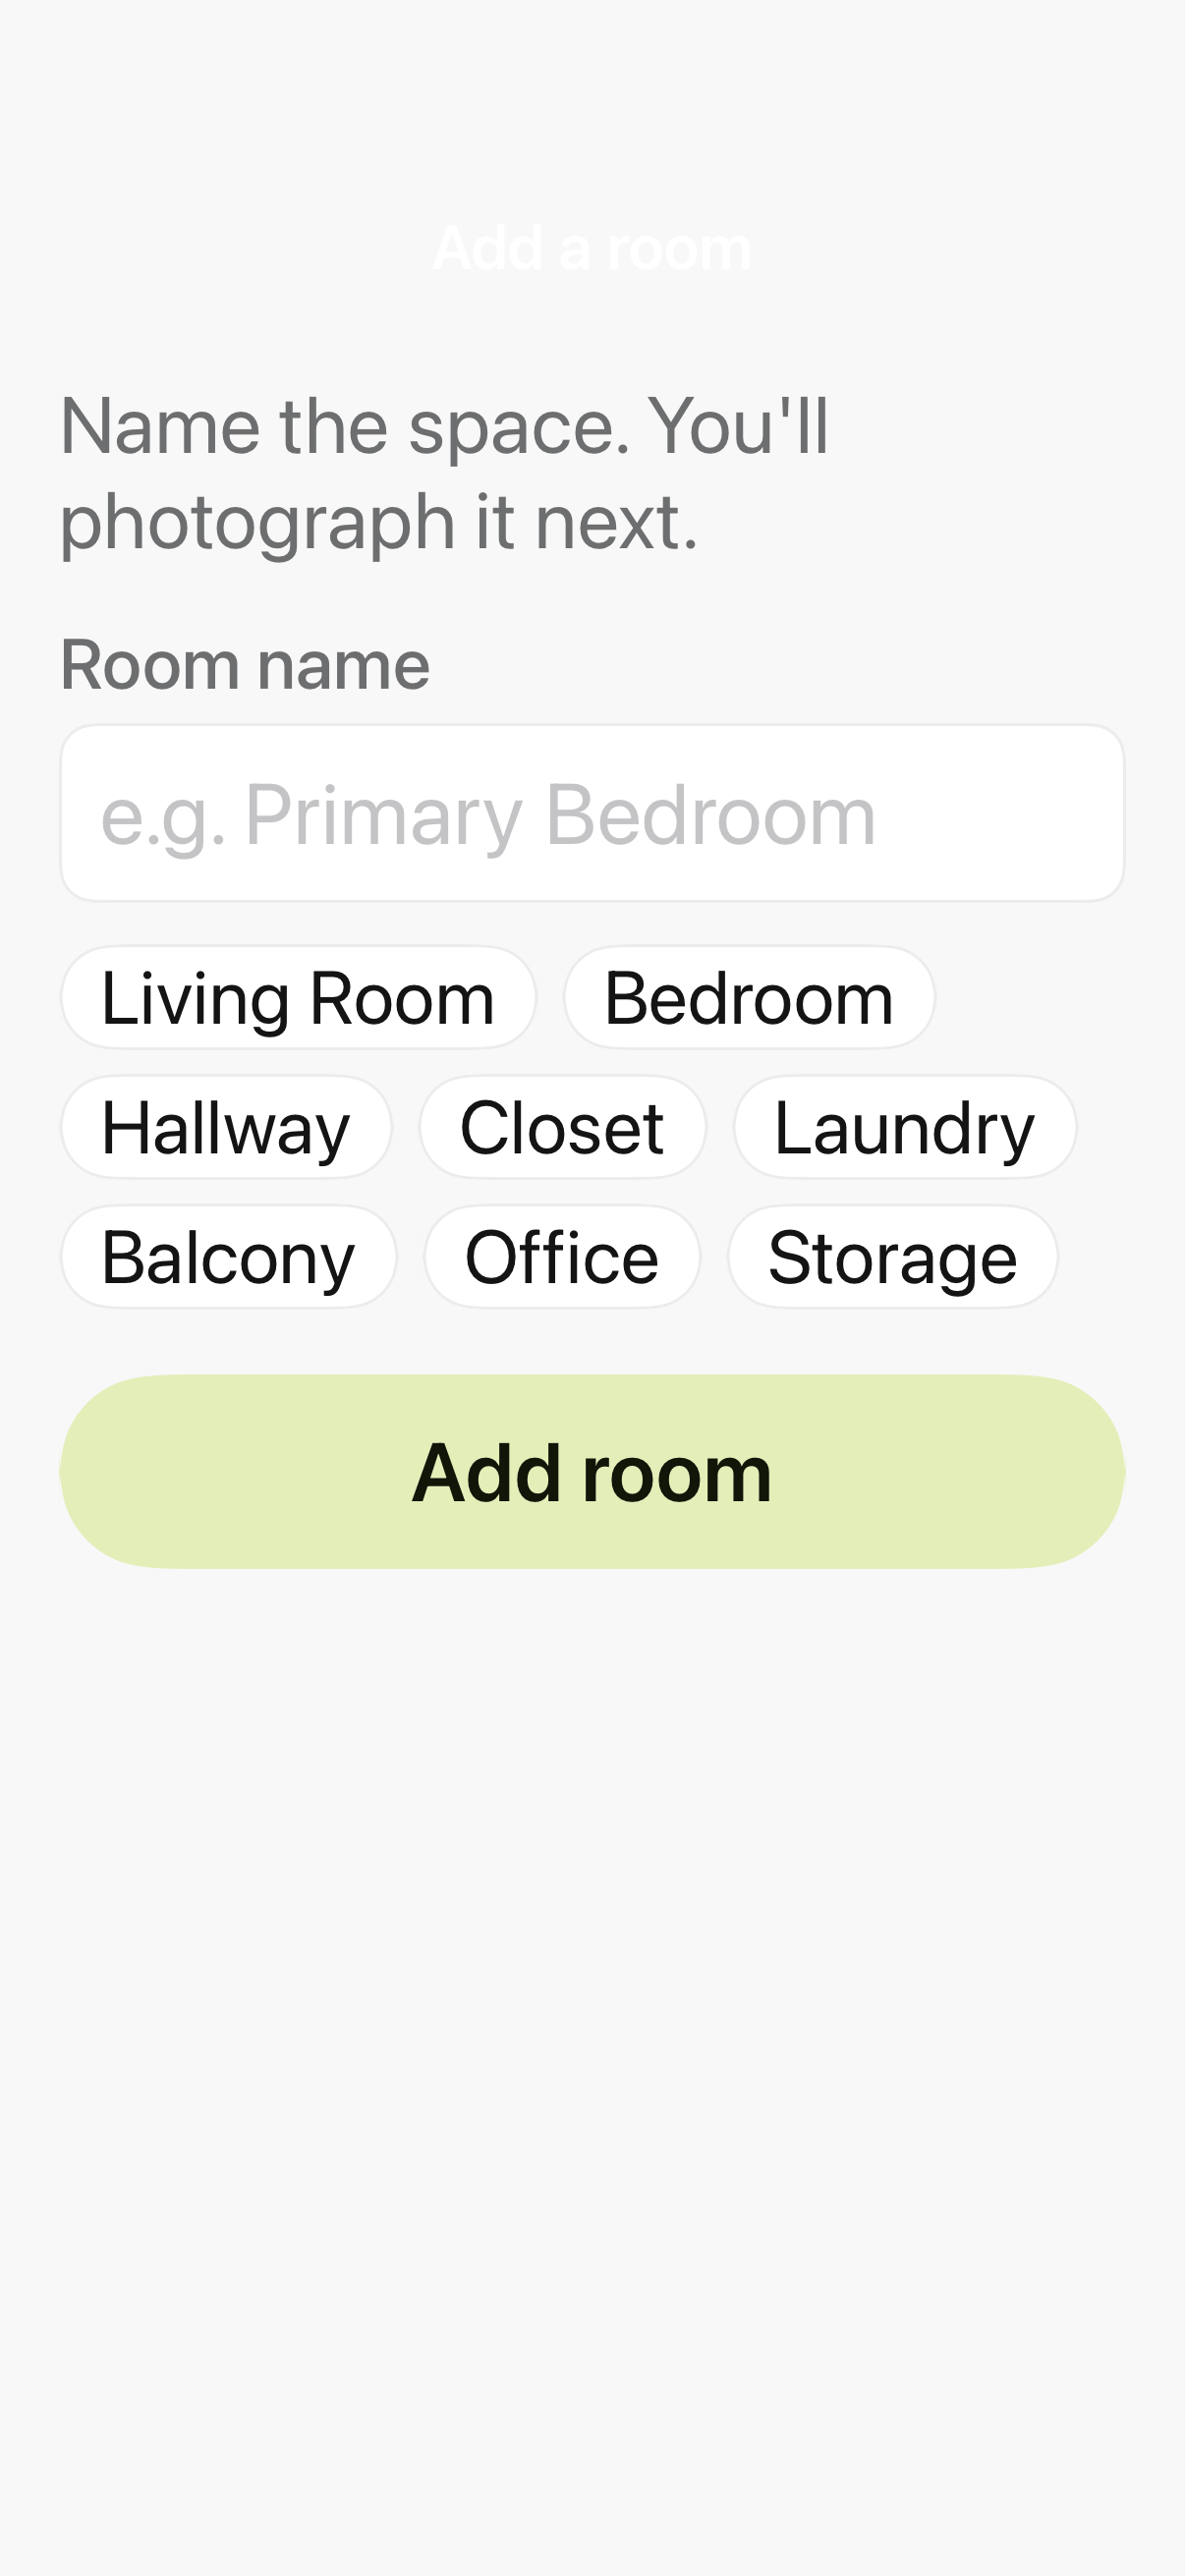 Add a room
Name the space. You'll
photograph it next.
Room name
e.g. Primary Bedroom
Living Room Bedroom
Hallway Closet Laundry
Balcony Office Storage
Add room